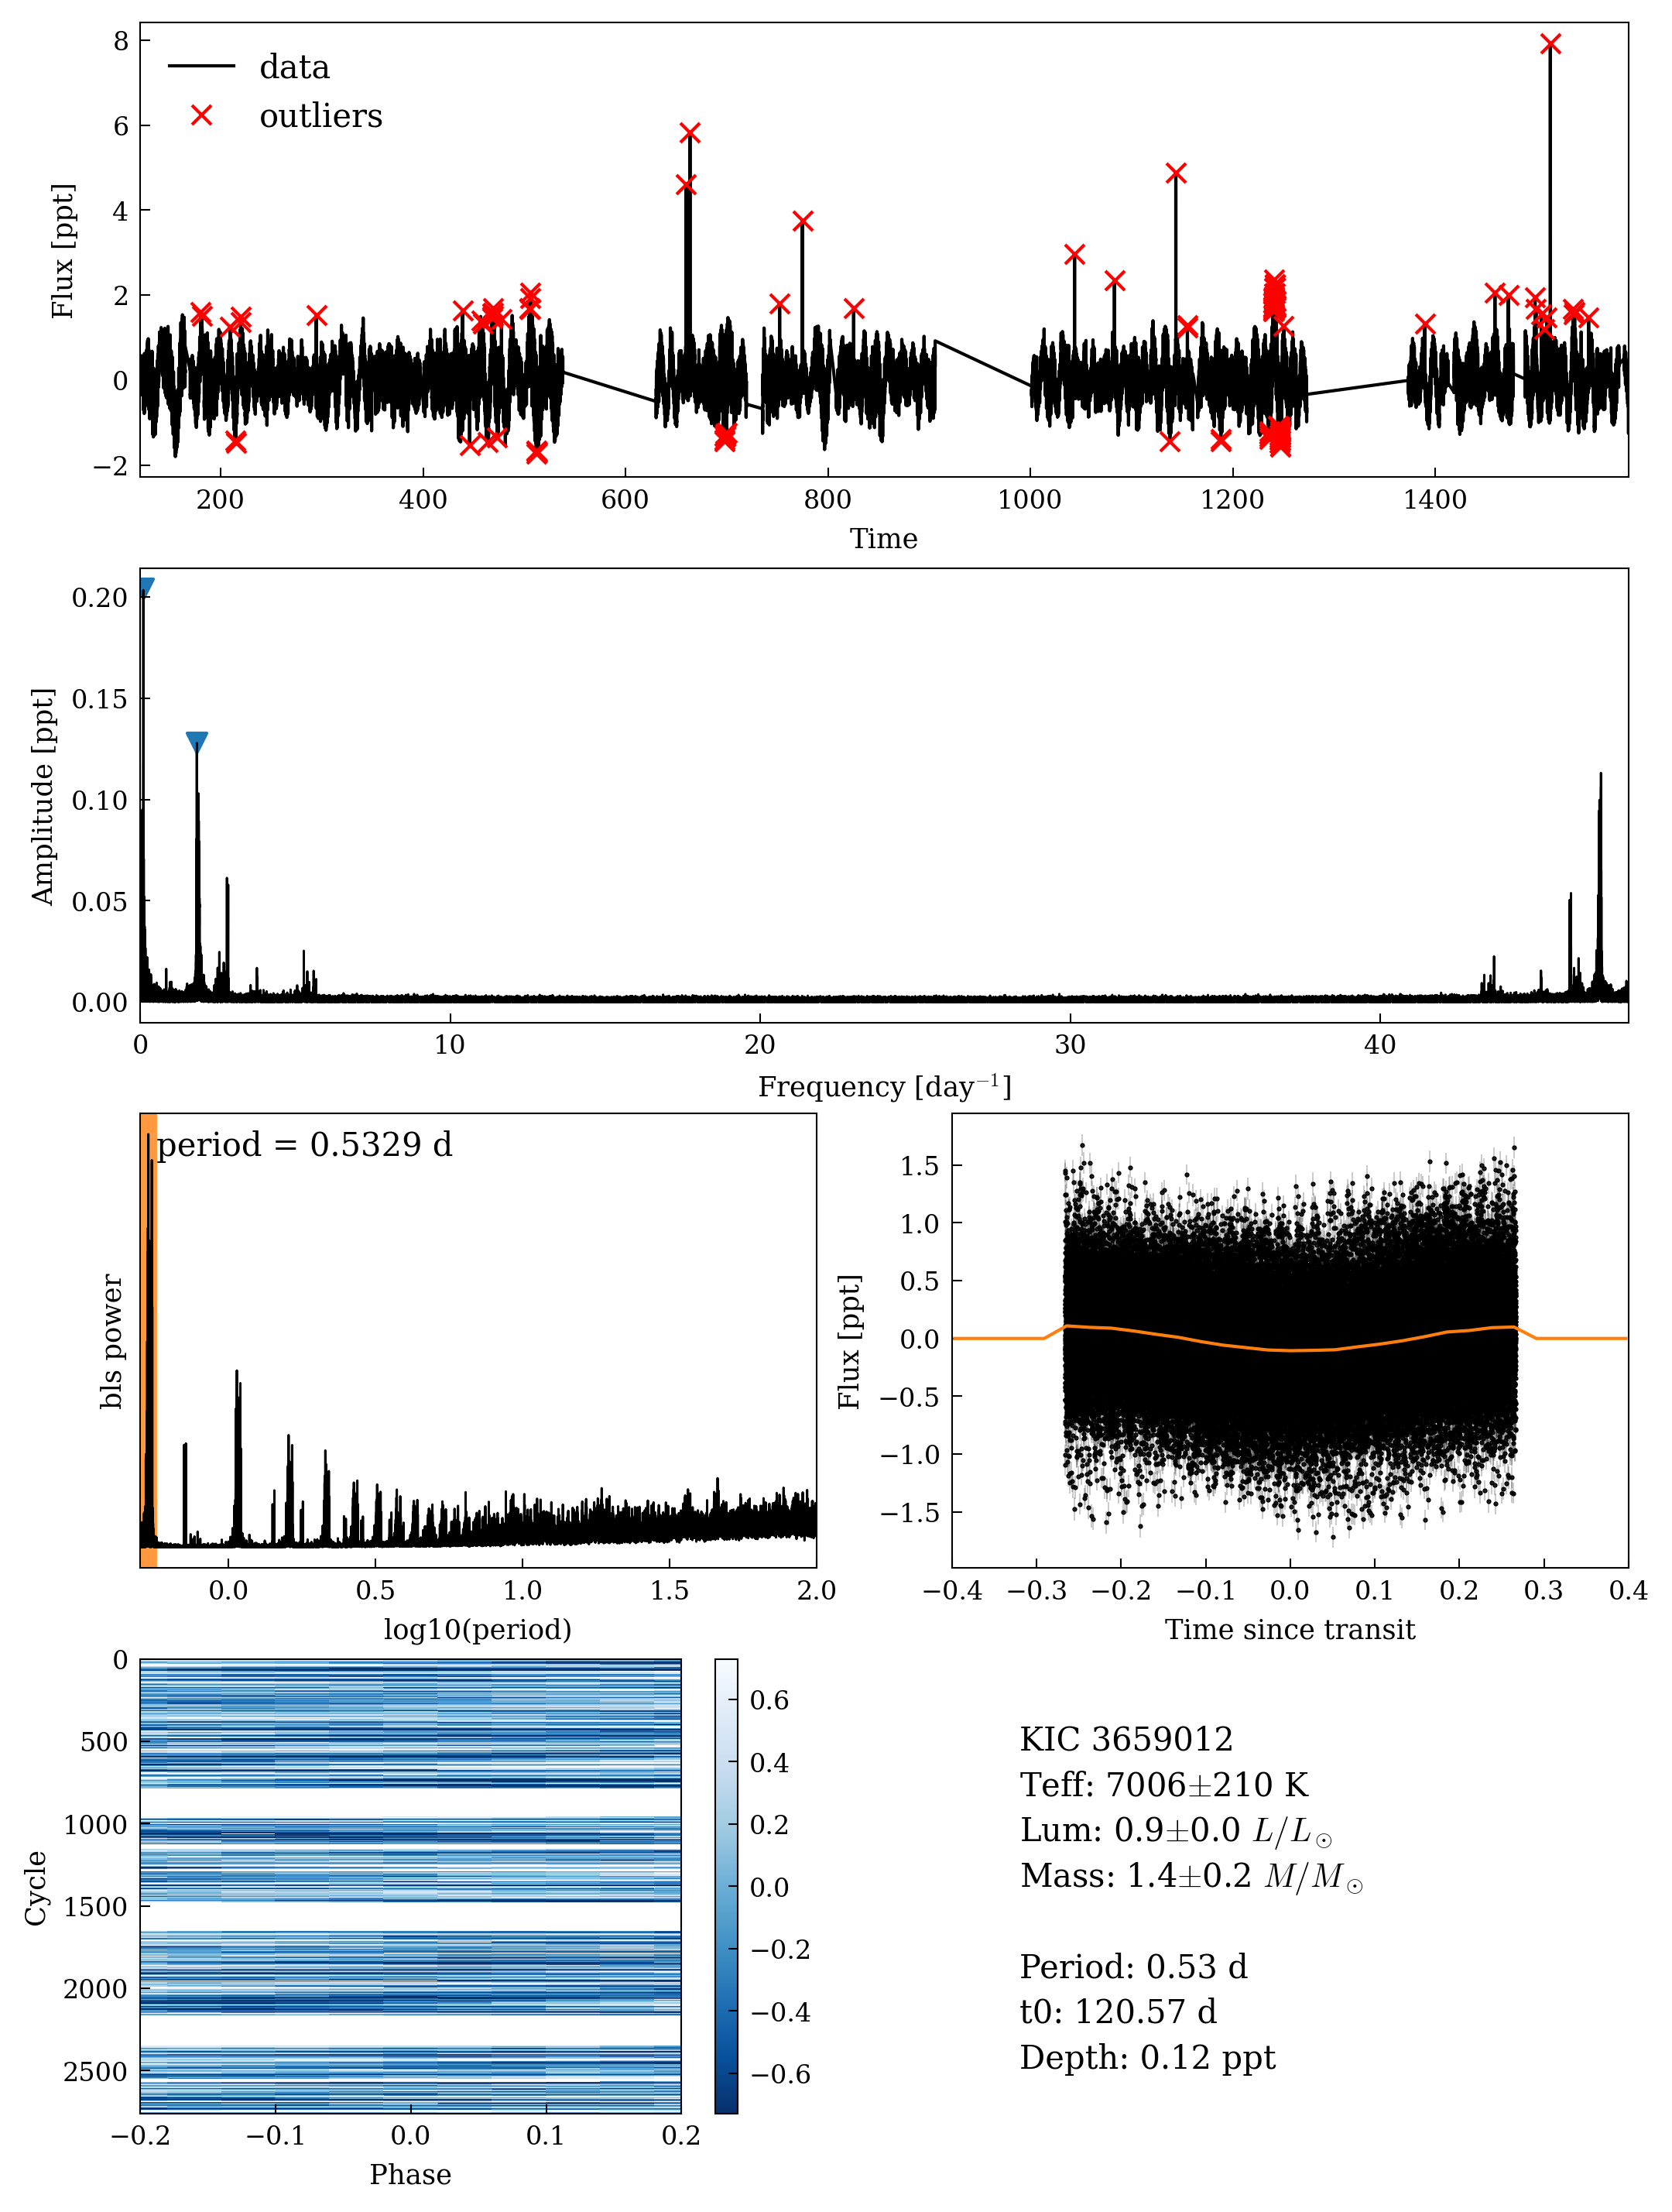 data
outliers
8
6
4
2
0
−2
Flux [ppt]
200 400 600 800 1000 1200 1400
Time
0.20
0.15
0.10
0.05
0.00
Amplitude [ppt]
0 10 20 30 40
Frequency [day⁻¹]
period = 0.5329 d
bls power
0.0 0.5 1.0 1.5 2.0
log10(period)
1.5
1.0
0.5
0.0
−0.5
−1.0
−1.5
Flux [ppt]
−0.4 −0.3 −0.2 −0.1 0.0 0.1 0.2 0.3 0.4
Time since transit
0
500
1000
1500
2000
2500
Cycle
−0.2 −0.1 0.0 0.1 0.2
Phase
0.6
0.4
0.2
0.0
−0.2
−0.4
−0.6
KIC 3659012
Teff: 7006±210 K
Lum: 0.9±0.0 L/L⊙
Mass: 1.4±0.2 M/M⊙
Period: 0.53 d
t0: 120.57 d
Depth: 0.12 ppt